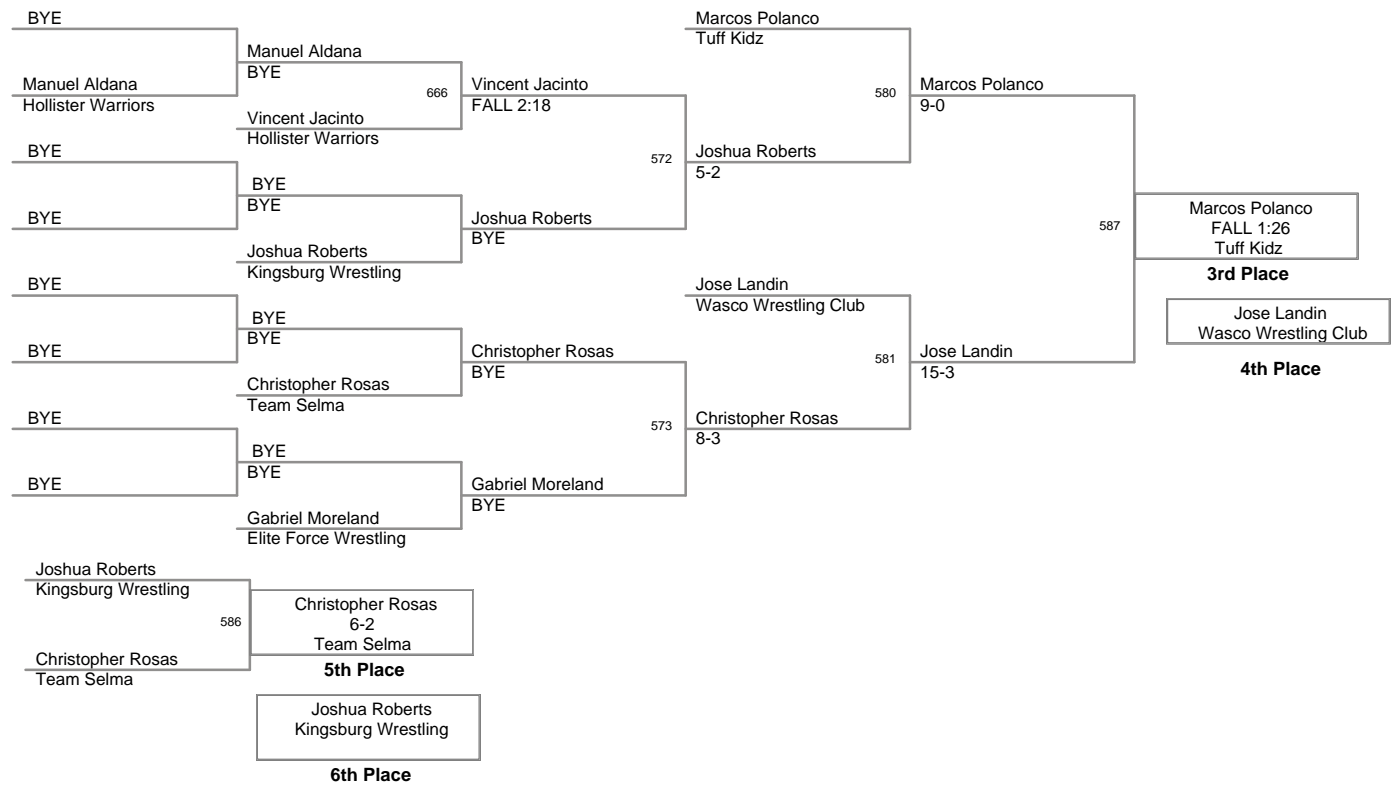 BYE
Manuel Aldana
Hollister Warriors
BYE
BYE
BYE
BYE
BYE
BYE
Manuel Aldana
BYE
666
Vincent Jacinto
Hollister Warriors
BYE
BYE
Joshua Roberts
Kingsburg Wrestling
BYE
BYE
Christopher Rosas
Team Selma
BYE
BYE
Gabriel Moreland
Elite Force Wrestling
Vincent Jacinto
FALL 2:18
572
Joshua Roberts
BYE
Christopher Rosas
BYE
573
Gabriel Moreland
BYE
Marcos Polanco
Tuff Kidz
580
Joshua Roberts
5-2
Jose Landin
Wasco Wrestling Club
581
Christopher Rosas
8-3
Marcos Polanco
9-0
587
Jose Landin
15-3
Marcos Polanco
FALL 1:26
Tuff Kidz
3rd Place
Jose Landin
Wasco Wrestling Club
4th Place
Joshua Roberts
Kingsburg Wrestling
586
Christopher Rosas
Team Selma
Christopher Rosas
6-2
Team Selma
5th Place
Joshua Roberts
Kingsburg Wrestling
6th Place